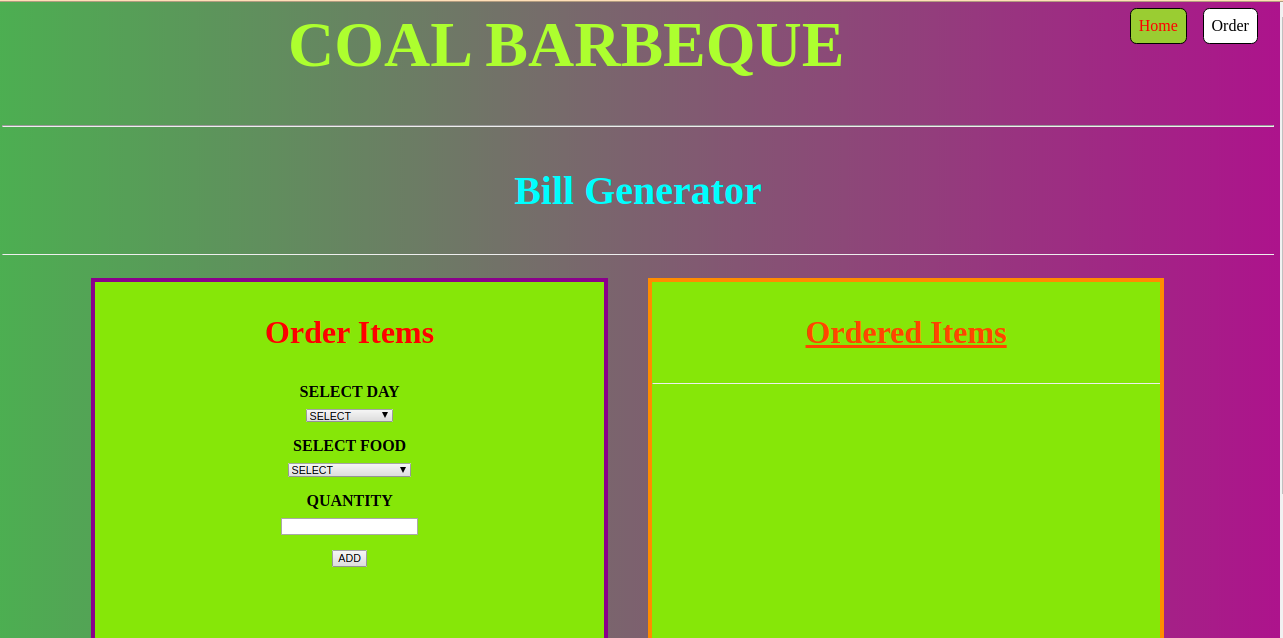 COAL BARBEQUE
Home
Order
Bill Generator
Order Items
SELECT DAY
SELECT
SELECT FOOD
SELECT
QUANTITY
ADD
Ordered Items